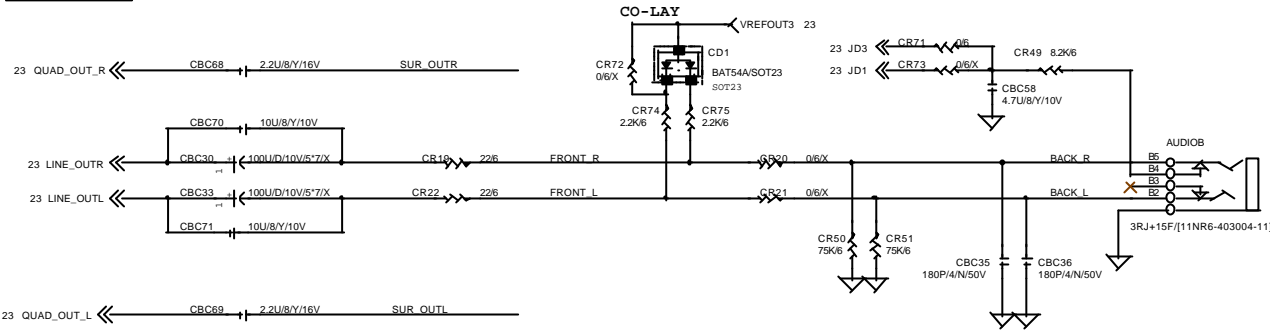 CO-LAY
VREFOUT3 23
23 QUAD_OUT_R
CBC68
2.2U/8/Y/16V
SUR_OUTR
CR72
0/6/X
CD1
BAT54A/SOT23
SOT23
23 JD3
CR71
0/6
23 JD1
CR73
0/6/X
CR49 8.2K/6
CBC58
4.7U/8/Y/10V
CR74
2.2K/6
CR75
2.2K/6
CBC70
10U/8/Y/10V
23 LINE_OUTR
CBC30
1
+
100U/D/10V/5*7/X
CR19
22/6
FRONT_R
CR20
0/6/X
BACK_R
AUDIOB
B5
B4
B3
B2
23 LINE_OUTL
CBC33
1
+
100U/D/10V/5*7/X
CR22
22/6
FRONT_L
CR21
0/6/X
BACK_L
CBC71
10U/8/Y/10V
3RJ+15F/[11NR6-403004-11]
CR50
75K/6
CR51
75K/6
CBC35
180P/4/N/50V
CBC36
180P/4/N/50V
23 QUAD_OUT_L
CBC69
2.2U/8/Y/16V
SUR_OUTL